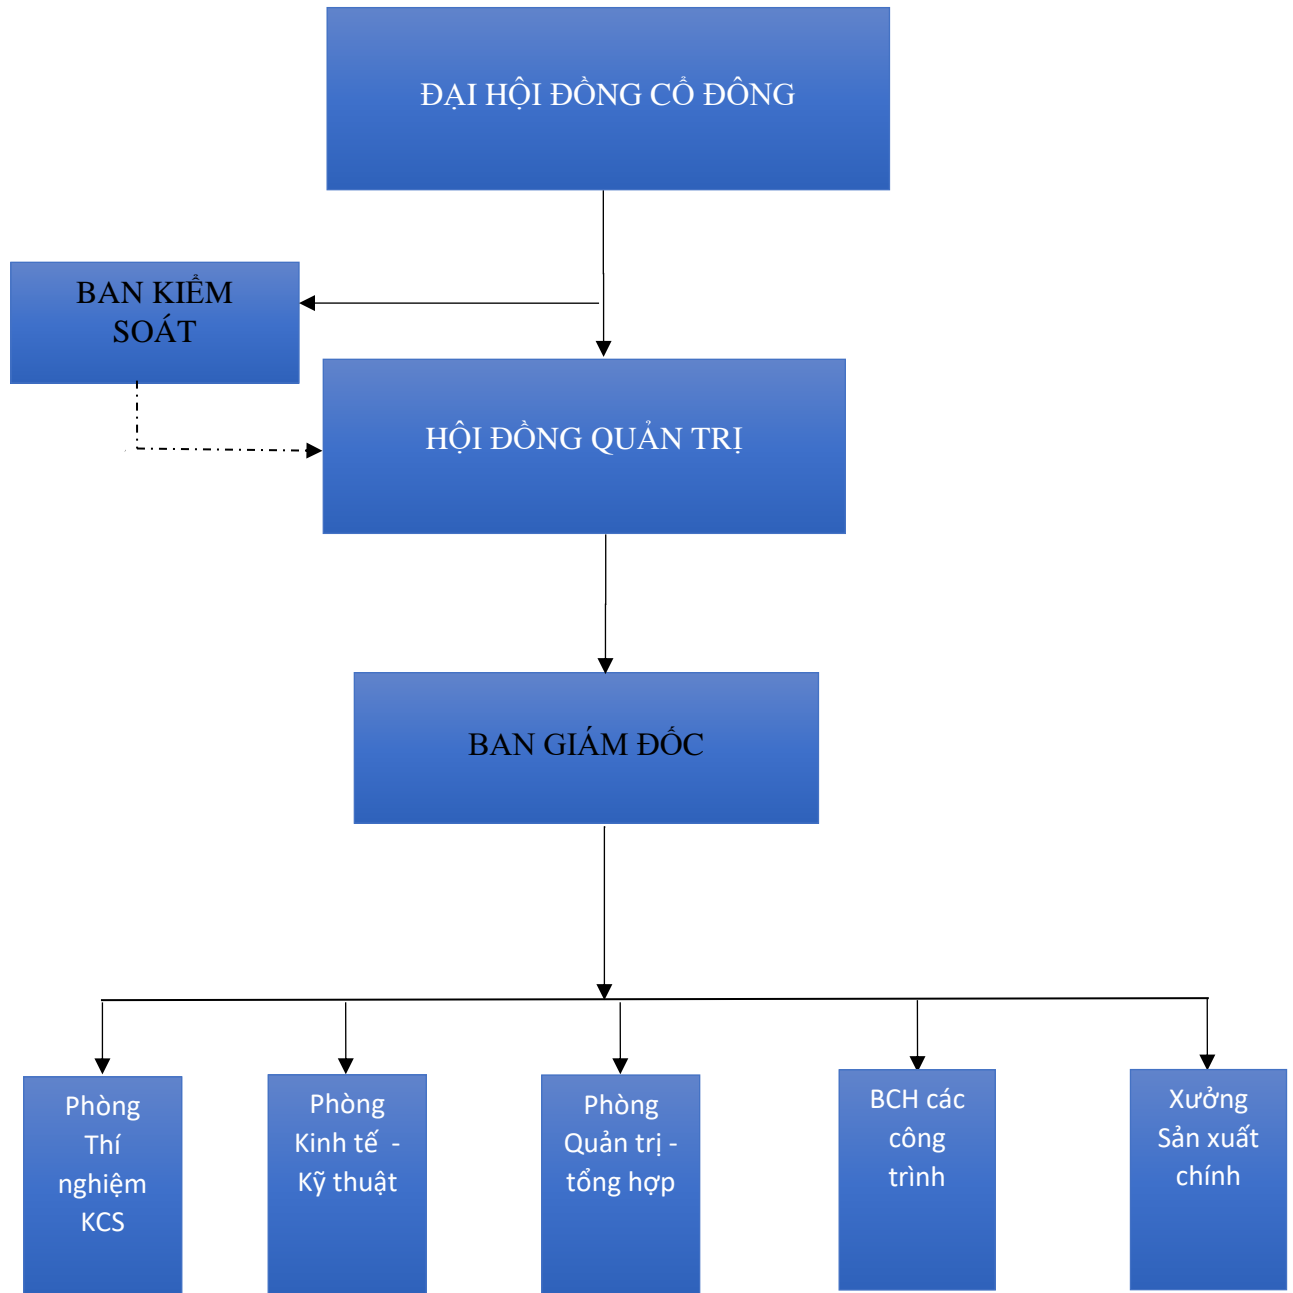 ĐẠI HỘI ĐỒNG CỔ ĐÔNG
BAN KIỂM
SOÁT
HỘI ĐỒNG QUẢN TRỊ
BAN GIÁM ĐỐC
Phòng
Thí
nghiệm
KCS
Phòng
Kinh tế -
Kỹ thuật
Phòng
Quản trị -
tổng hợp
BCH các
công
trình
Xưởng
Sản xuất
chính